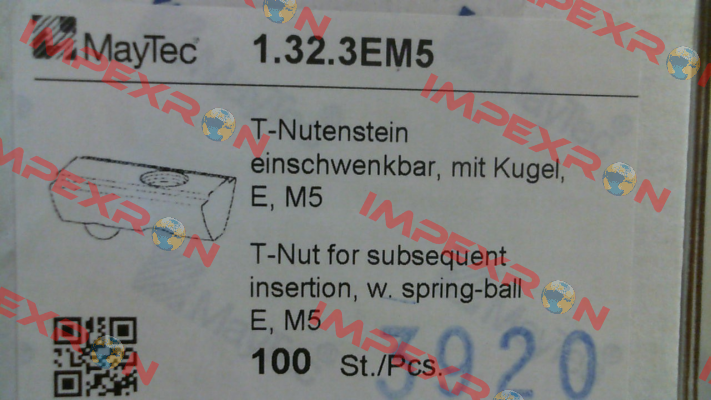 MayTec 1.32.3EM5
T-Nutenstein
einschwenkbar, mit Kugel,
E, M5
T-Nut for subsequent
insertion, w. spring-ball
E, M5
100 St./Pcs.
3920
IMPEXRON
IMPEXRON
IMPEXRON
IMPEXRON
IMPEXRON
IMPEXRON